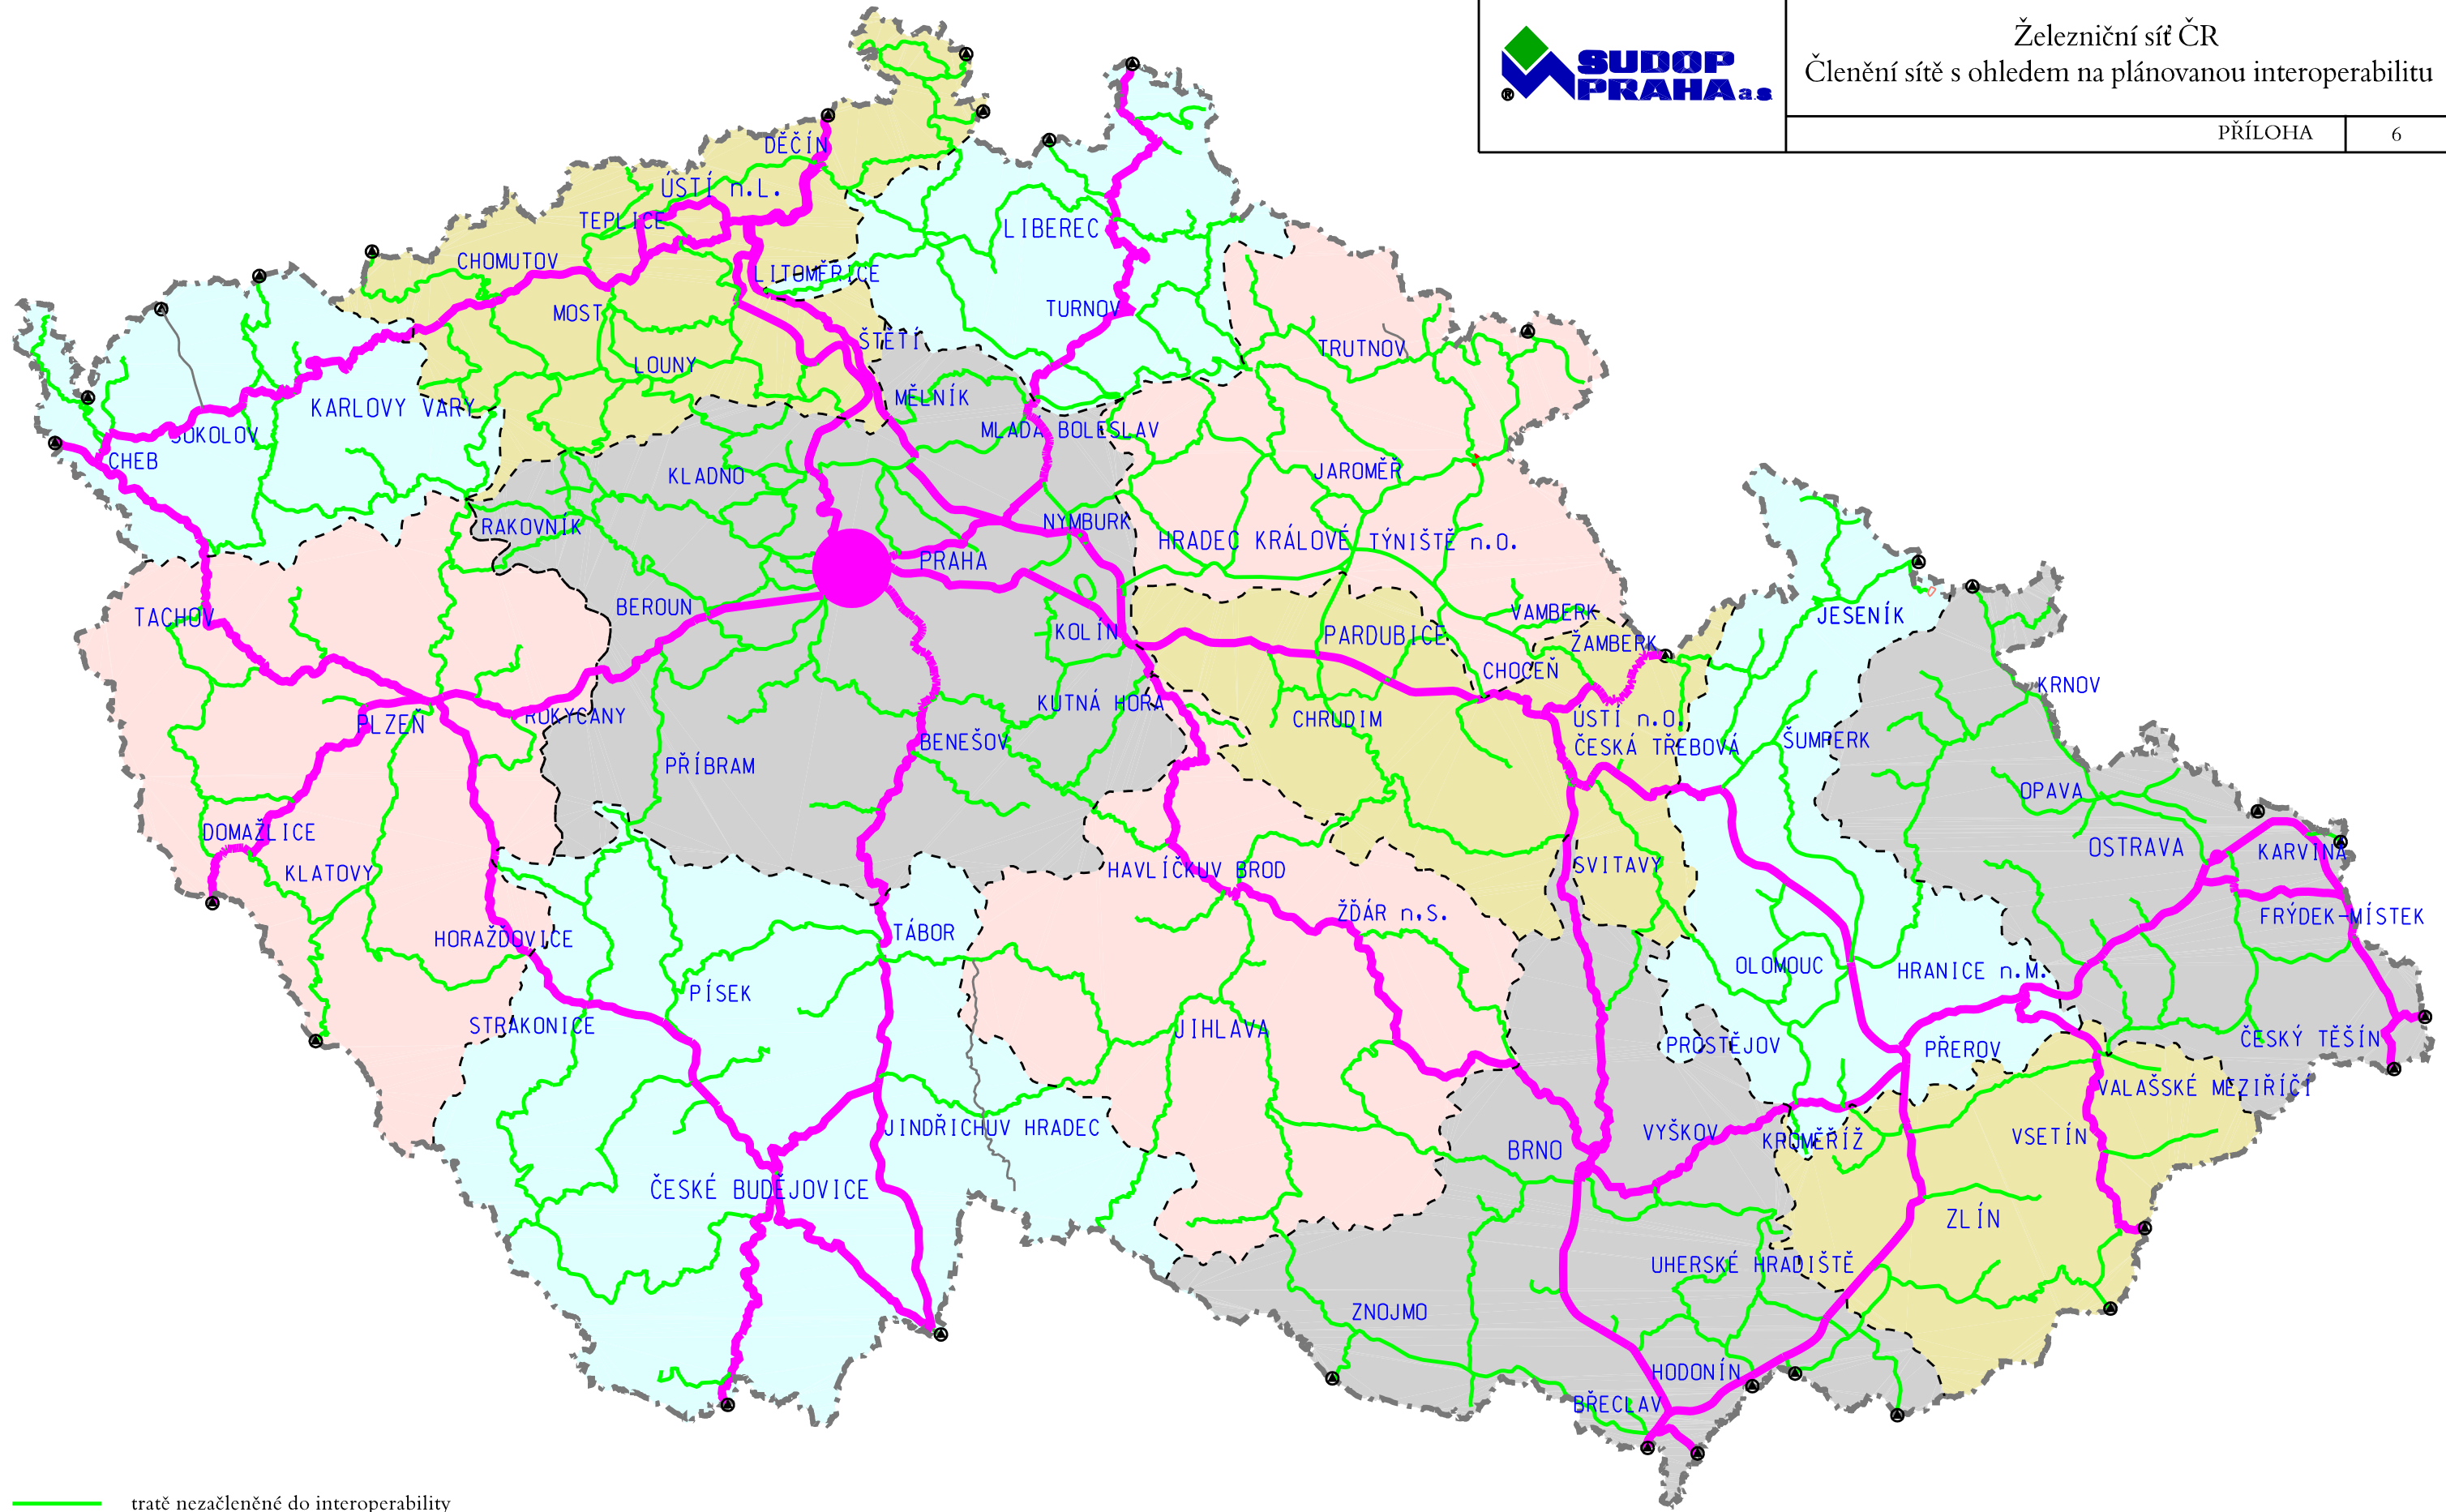 SUDOP
PRAHA a.s
®
Železniční síť ČR
Členění sítě s ohledem na plánovanou interoperabilitu
PŘÍLOHA 6
DĚČÍN
ÚSTÍ n.L.
TEPLICE
LIBEREC
CHOMUTOV
LITOMĚŘICE
MOST
TURNOV
ŠTĚTÍ
TRUTNOV
LOUNY
MĚLNÍK
KARLOVY VARY
SOKOLOV
MLADÁ BOLESLAV
CHEB
KLADNO
JAROMĚŘ
RAKOVNÍK
NYMBURK
HRADEC KRÁLOVÉ
TÝNIŠTĚ n.O.
PRAHA
BEROUN
TACHOV
VAMBERK
JESENÍK
KOLÍN
PARDUBICE
ŽAMBERK
CHOCEŇ
KRNOV
KUTNÁ HORA
PLZEŇ
ROKYCANY
CHRUDIM
ÚSTÍ n.O.
BENEŠOV
ČESKÁ TŘEBOVÁ
ŠUMPERK
PŘÍBRAM
OPAVA
DOMAŽLICE
OSTRAVA
KARVINÁ
KLATOVY
HAVLÍČKUV BROD
SVITAVY
ŽĎÁR n.S.
FRÝDEK-MÍSTEK
HORAŽĎOVICE
TÁBOR
OLOMOUC
HRANICE n.M.
PÍSEK
STRAKONICE
JIHLAVA
PROSTĚJOV
PŘEROV
ČESKÝ TĚŠÍN
VALAŠSKÉ MEZIŘÍČÍ
JINDŘICHUV HRADEC
BRNO
VYŠKOV
KROMĚŘÍŽ
VSETÍN
ČESKÉ BUDĚJOVICE
ZLÍN
UHERSKÉ HRADIŠTĚ
ZNOJMO
HODONÍN
BŘECLAV
tratě nezačleněné do interoperability